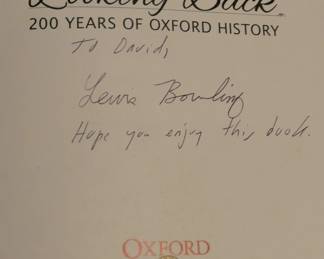 Looking Back
200 YEARS OF OXFORD HISTORY
To David,
Lewis Bowling
Hope you enjoy this book.
OXFORD